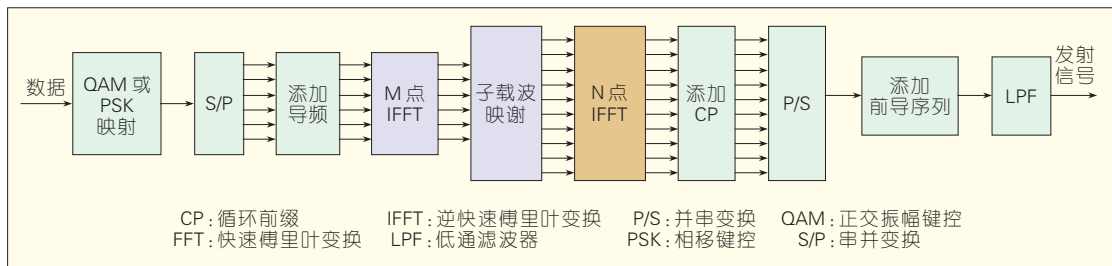 数据
QAM 或
PSK
映射
S/P
添加
导频
M 点
IFFT
子载波
映谢
N 点
IFFT
添加
CP
P/S
添加
前导序列
LPF
发射
信号
CP:循环前缀 IFFT:逆快速傅里叶变换 P/S:并串变换 QAM:正交振幅键控
FFT:快速傅里叶变换 LPF:低通滤波器 PSK:相移键控 S/P:串并变换